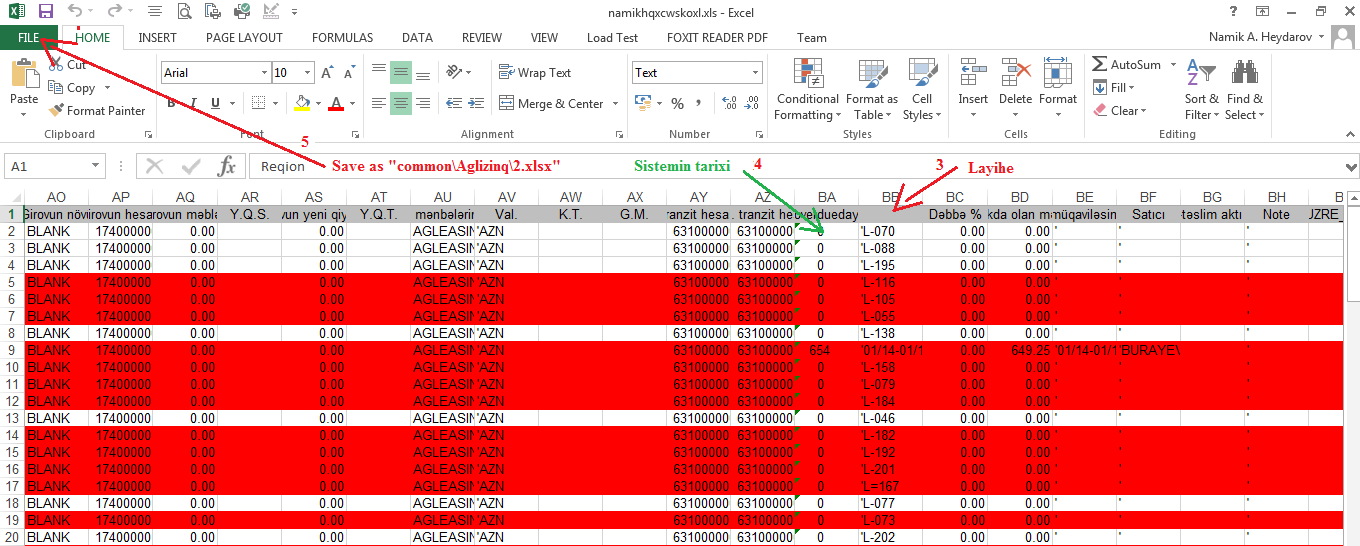 namikhqxcwskoxl.xls - Excel
FILE HOME INSERT PAGE LAYOUT FORMULAS DATA REVIEW VIEW Load Test FOXIT READER PDF Team Namik A. Heydarov
Paste Cut Copy Format Painter Clipboard
Arial 10 B I U Font
Wrap Text Merge & Center Alignment
Text % Number
Conditional Formatting Format as Table Cell Styles Styles
Insert Delete Format Cells
AutoSum Fill Clear Sort & Filter Find & Select Editing
5
A1 fx Region Save as "common\Aglizinq\2.xlsx" Sistemin tarixi 4 3 Layihe
AO AP AQ AR AS AT AU AV AW AX AY AZ BA BB BC BD BE BF BG BH B
1 Girovun növ irovun hesa ovun məble Y.Q.S. vun yeni qiy Y.Q.T. mənbələrin Val. K.T. G.M. ranzit hesa . tranzit he ove\dueday Dəbbə % kda olan m müqaviləsin Satıcı təslim aktı Note UZRE_
2 BLANK 17400000 0.00 0.00 AGLEASIN 'AZN 63100000 63100000 0 'L-070 0.00 0.00 ' ' '
3 BLANK 17400000 0.00 0.00 AGLEASIN 'AZN 63100000 63100000 0 'L-088 0.00 0.00 ' ' '
4 BLANK 17400000 0.00 0.00 AGLEASIN 'AZN 63100000 63100000 0 'L-195 0.00 0.00 ' ' '
5 BLANK 17400000 0.00 0.00 AGLEASIN 'AZN 63100000 63100000 0 'L-116 0.00 0.00 ' ' '
6 BLANK 17400000 0.00 0.00 AGLEASIN 'AZN 63100000 63100000 0 'L-105 0.00 0.00 ' ' '
7 BLANK 17400000 0.00 0.00 AGLEASIN 'AZN 63100000 63100000 0 'L-055 0.00 0.00 ' ' '
8 BLANK 17400000 0.00 0.00 AGLEASIN 'AZN 63100000 63100000 0 'L-138 0.00 0.00 ' ' '
9 BLANK 17400000 0.00 0.00 AGLEASIN 'AZN 63100000 63100000 654 '01/14-01/1 0.00 649.25 '01/14-01/1 'BURAYEV '
10 BLANK 17400000 0.00 0.00 AGLEASIN 'AZN 63100000 63100000 0 'L-158 0.00 0.00 ' ' '
11 BLANK 17400000 0.00 0.00 AGLEASIN 'AZN 63100000 63100000 0 'L-079 0.00 0.00 ' ' '
12 BLANK 17400000 0.00 0.00 AGLEASIN 'AZN 63100000 63100000 0 'L-184 0.00 0.00 ' ' '
13 BLANK 17400000 0.00 0.00 AGLEASIN 'AZN 63100000 63100000 0 'L-046 0.00 0.00 ' ' '
14 BLANK 17400000 0.00 0.00 AGLEASIN 'AZN 63100000 63100000 0 'L-182 0.00 0.00 ' ' '
15 BLANK 17400000 0.00 0.00 AGLEASIN 'AZN 63100000 63100000 0 'L-192 0.00 0.00 ' ' '
16 BLANK 17400000 0.00 0.00 AGLEASIN 'AZN 63100000 63100000 0 'L-201 0.00 0.00 ' ' '
17 BLANK 17400000 0.00 0.00 AGLEASIN 'AZN 63100000 63100000 0 'L=167 0.00 0.00 ' ' '
18 BLANK 17400000 0.00 0.00 AGLEASIN 'AZN 63100000 63100000 0 'L-077 0.00 0.00 ' ' '
19 BLANK 17400000 0.00 0.00 AGLEASIN 'AZN 63100000 63100000 0 'L-073 0.00 0.00 ' ' '
20 BLANK 17400000 0.00 0.00 AGLEASIN 'AZN 63100000 63100000 0 'L-202 0.00 0.00 ' ' '